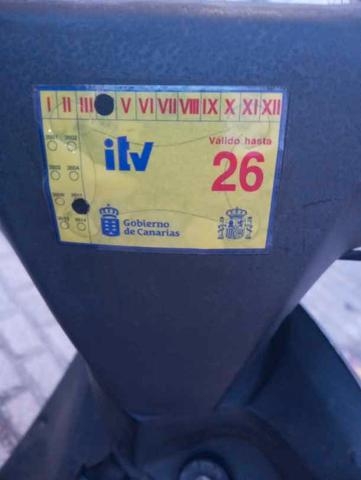 I II III V VI VII VIII IX X XI XII
itv
Válido hasta
26
Gobierno
de Canarias